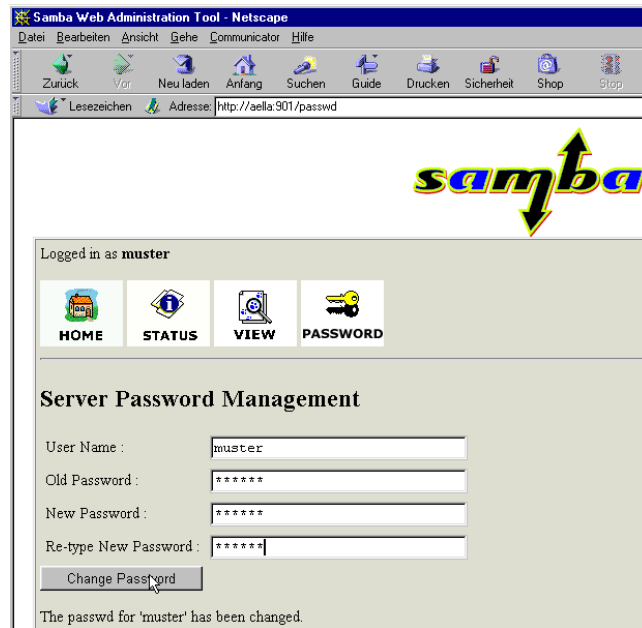 Samba Web Administration Tool - Netscape
Datei Bearbeiten Ansicht Gehe Communicator Hilfe
Zurück Vor Neu laden Anfang Suchen Guide Drucken Sicherheit Shop Stop
Lesezeichen Adresse: http://aella:901/passwd
samba
Logged in as muster
HOME STATUS VIEW PASSWORD
Server Password Management
User Name : muster
Old Password : ******
New Password : ******
Re-type New Password : ******
Change Password
The passwd for 'muster' has been changed.